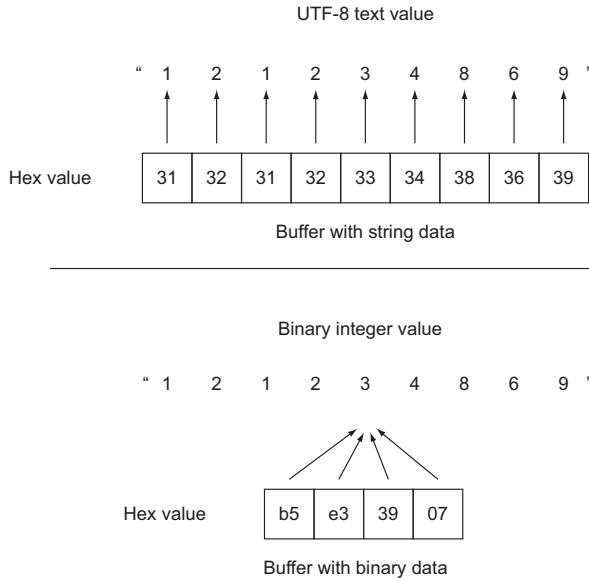 UTF-8 text value
“ 1 2 1 2 3 4 8 6 9 ”
Hex value 31 32 31 32 33 34 38 36 39
Buffer with string data
Binary integer value
“ 1 2 1 2 3 4 8 6 9 ”
Hex value b5 e3 39 07
Buffer with binary data